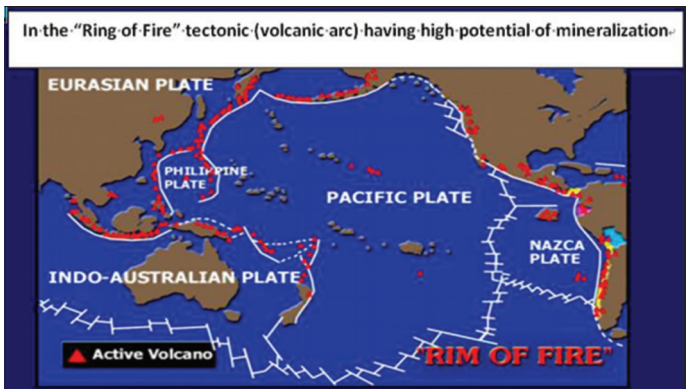 In the “Ring of Fire” tectonic (volcanic arc) having high potential of mineralization
EURASIAN PLATE
PHILIPPINE
PLATE
PACIFIC PLATE
NAZCA
PLATE
INDO-AUSTRALIAN PLATE
Active Volcano
"RIM OF FIRE"